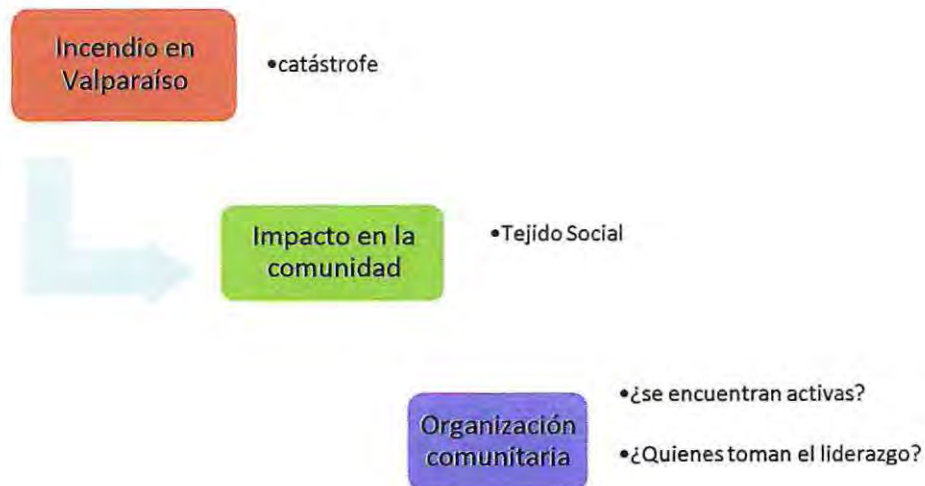 Incendio en
Valparaíso
•catástrofe
Impacto en la
comunidad
•Tejido Social
Organización
comunitaria
•¿se encuentran activas?
•¿Quienes toman el liderazgo?